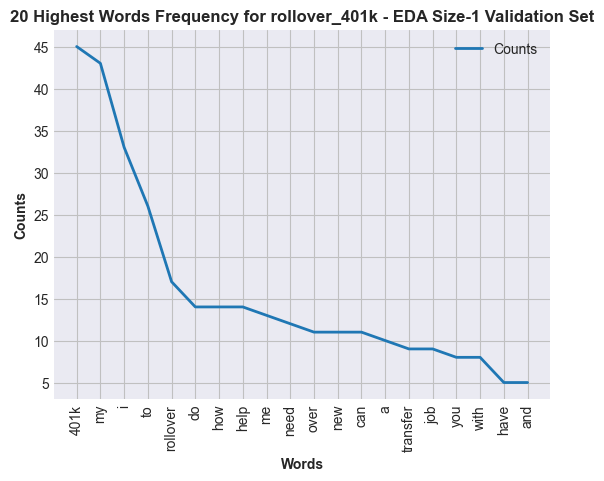 20 Highest Words Frequency for rollover_401k - EDA Size-1 Validation Set
Counts
45
40
35
30
25
20
15
10
5
Counts
401k
my
i
to
rollover
do
how
help
me
need
over
new
can
a
transfer
job
you
with
have
and
Words